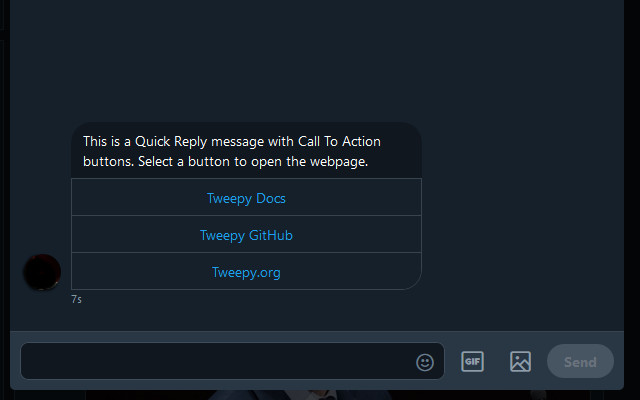 This is a Quick Reply message with Call To Action
buttons. Select a button to open the webpage.
Tweepy Docs
Tweepy GitHub
Tweepy.org
7s
GIF
Send